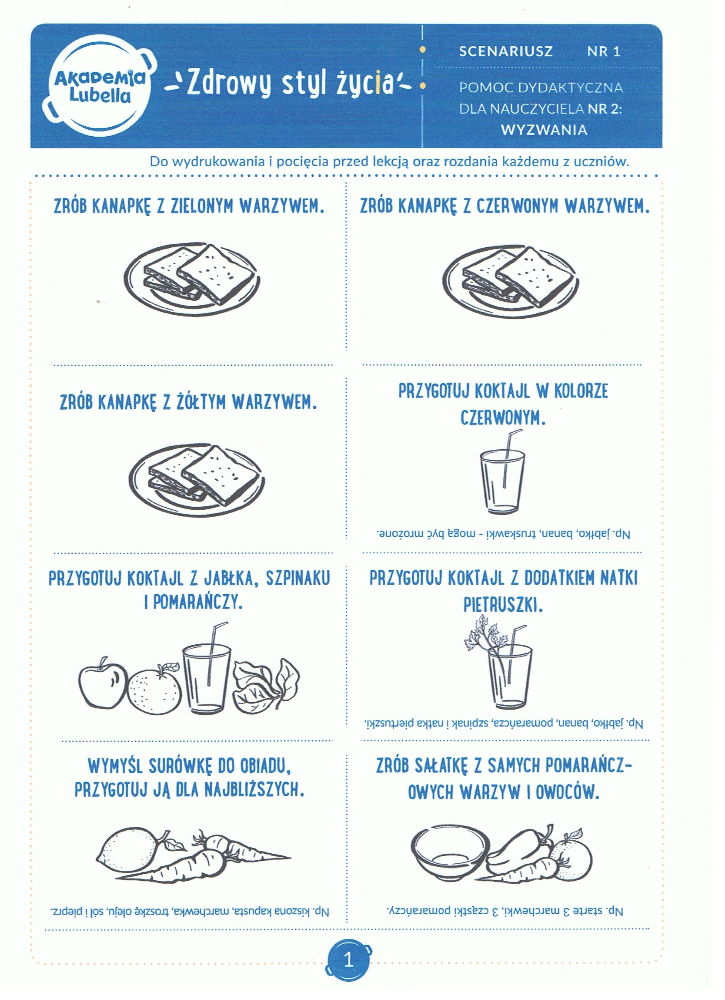 Akademia
Lubella
Zdrowy styl życia
SCENARIUSZ NR 1
POMOC DYDAKTYCZNA
DLA NAUCZYCIELA NR 2:
WYZWANIA
Do wydrukowania i pocięcia przed lekcją oraz rozdania każdemu z uczniów.
ZRÓB KANAPKĘ Z ZIELONYM WARZYWEM.
ZRÓB KANAPKĘ Z CZERWONYM WARZYWEM.
ZRÓB KANAPKĘ Z ŻÓŁTYM WARZYWEM.
PRZYGOTUJ KOKTAJL W KOLORZE
CZERWONYM.
Np. jabłko, banan, truskawki - mogą być mrożone.
PRZYGOTUJ KOKTAJL Z JABŁKA, SZPINAKU
I POMARAŃCZY.
PRZYGOTUJ KOKTAJL Z DODATKIEM NATKI
PIETRUSZKI.
Np. jabłko, banan, pomarańcza, szpinak i natka piertuszki.
WYMYŚL SURÓWKĘ DO OBIADU,
PRZYGOTUJ JĄ DLA NAJBLIŻSZYCH.
Np. kiszona kapusta, marchewka, troszkę oleju, sól i pieprz.
ZRÓB SAŁATKĘ Z SAMYCH POMARAŃCZ-
OWYCH WARZYW I OWOCÓW.
Np. starte 3 marchewki, 3 cząstki pomarańczy.
1